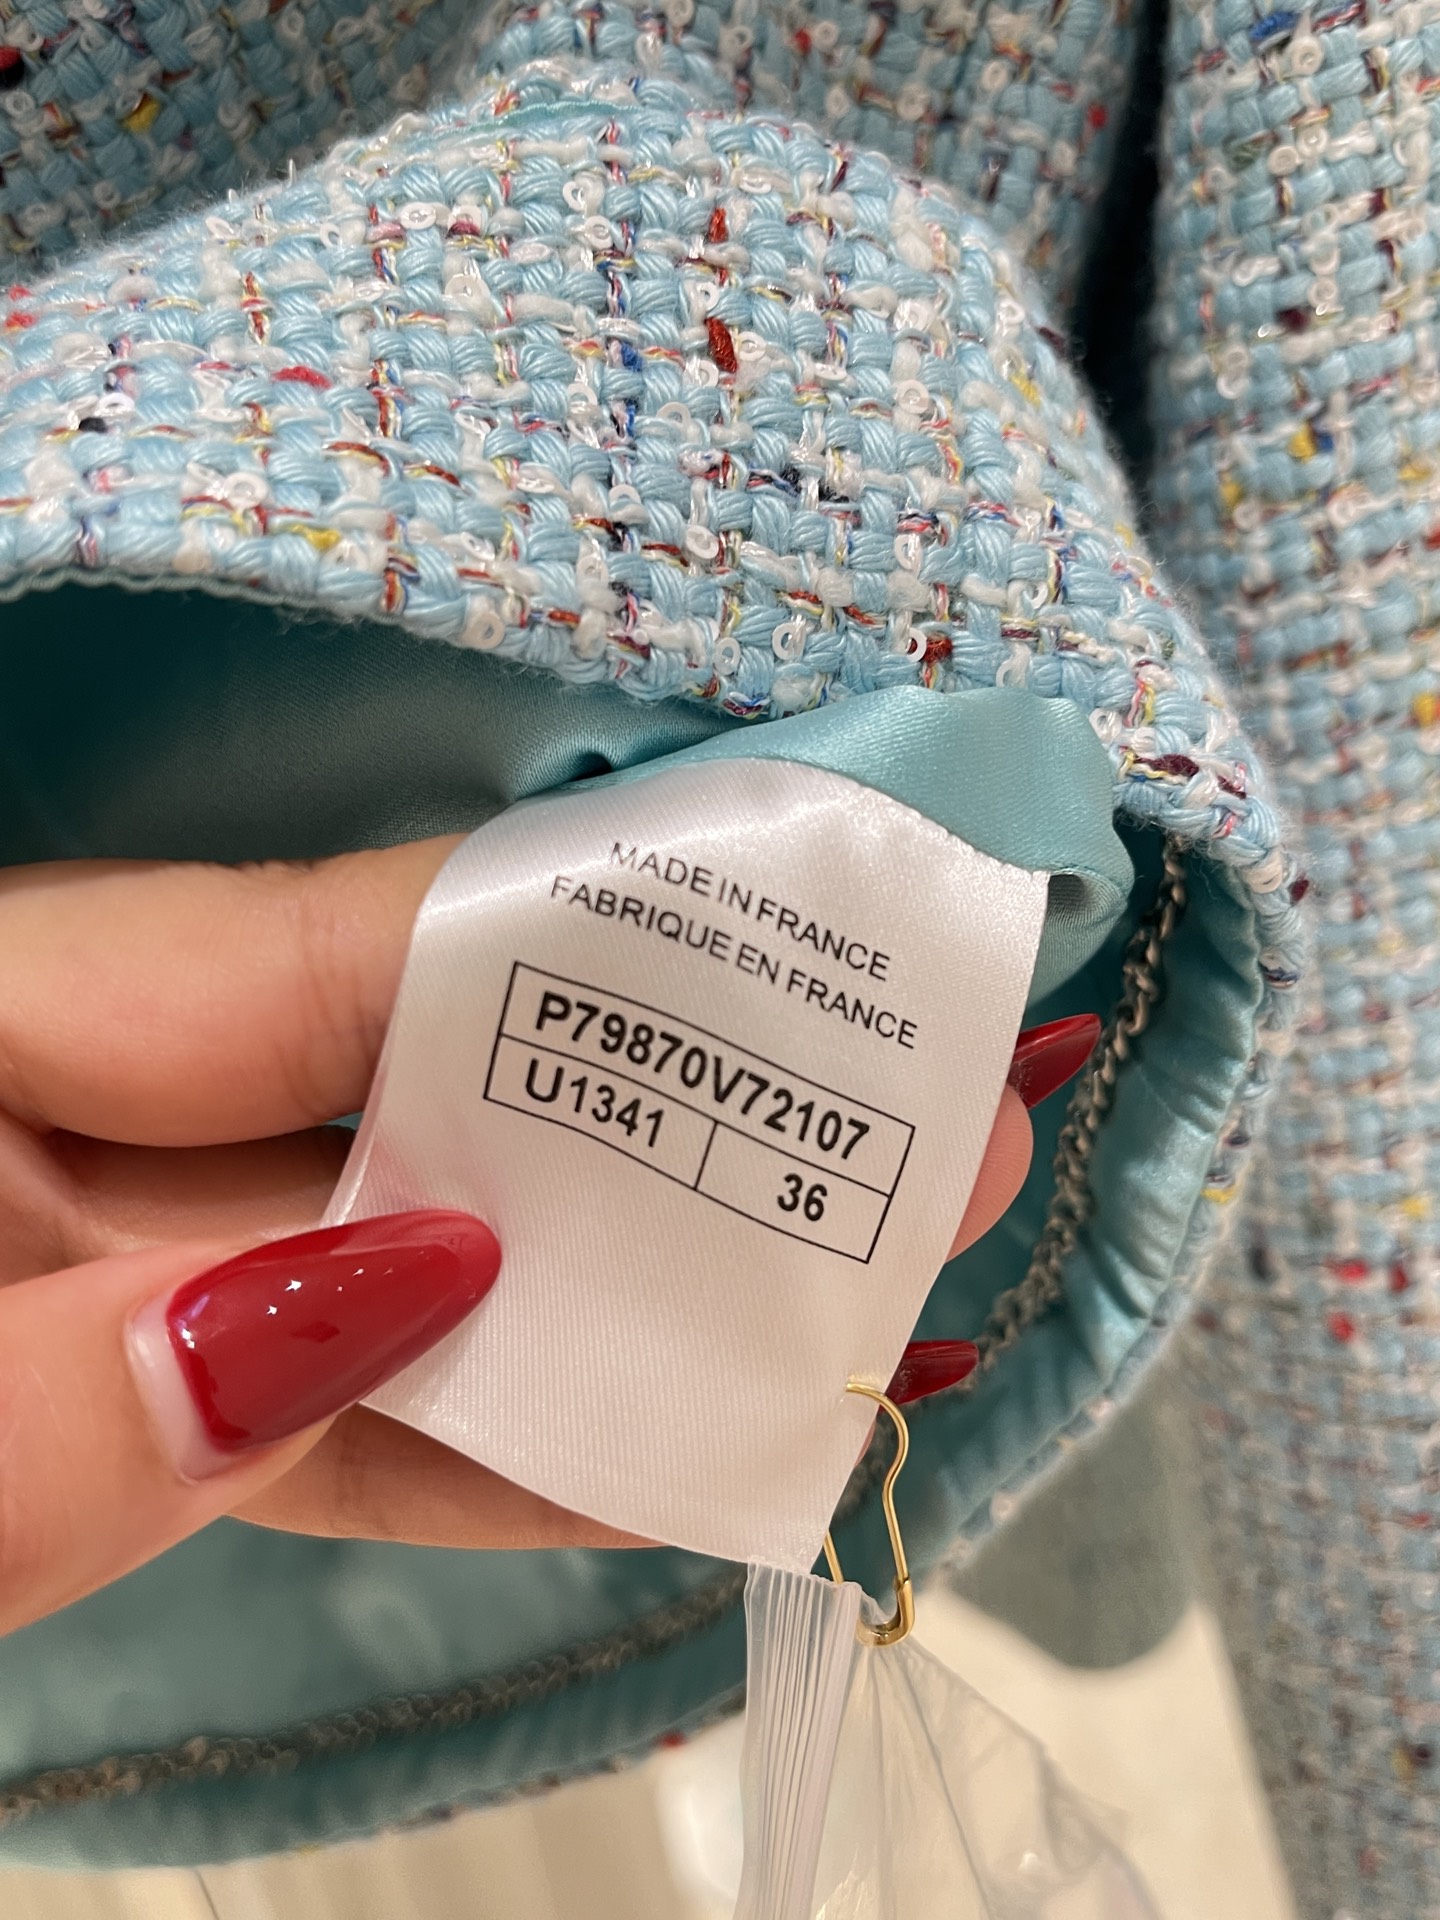 MADE IN FRANCE
FABRIQUE EN FRANCE
P79870V72107
U1341 36